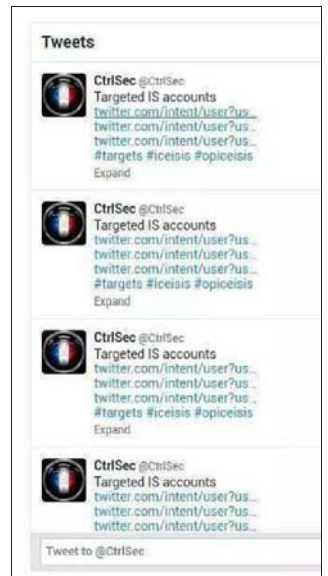 Tweets
CtrlSec @CtrlSec
Targeted IS accounts
twitter.com/intent/user?us...
twitter.com/intent/user?us...
twitter.com/intent/user?us...
#targets #iceisis #opiceisis
Expand
CtrlSec @CtrlSec
Targeted IS accounts
twitter.com/intent/user?us...
twitter.com/intent/user?us...
twitter.com/intent/user?us...
#targets #iceisis #opiceisis
Expand
CtrlSec @CtrlSec
Targeted IS accounts
twitter.com/intent/user?us...
twitter.com/intent/user?us...
twitter.com/intent/user?us...
#targets #iceisis #opiceisis
Expand
CtrlSec @CtrlSec
Targeted IS accounts
twitter.com/intent/user?us...
twitter.com/intent/user?us...
twitter.com/intent/user?us...
Tweet to @CtrlSec